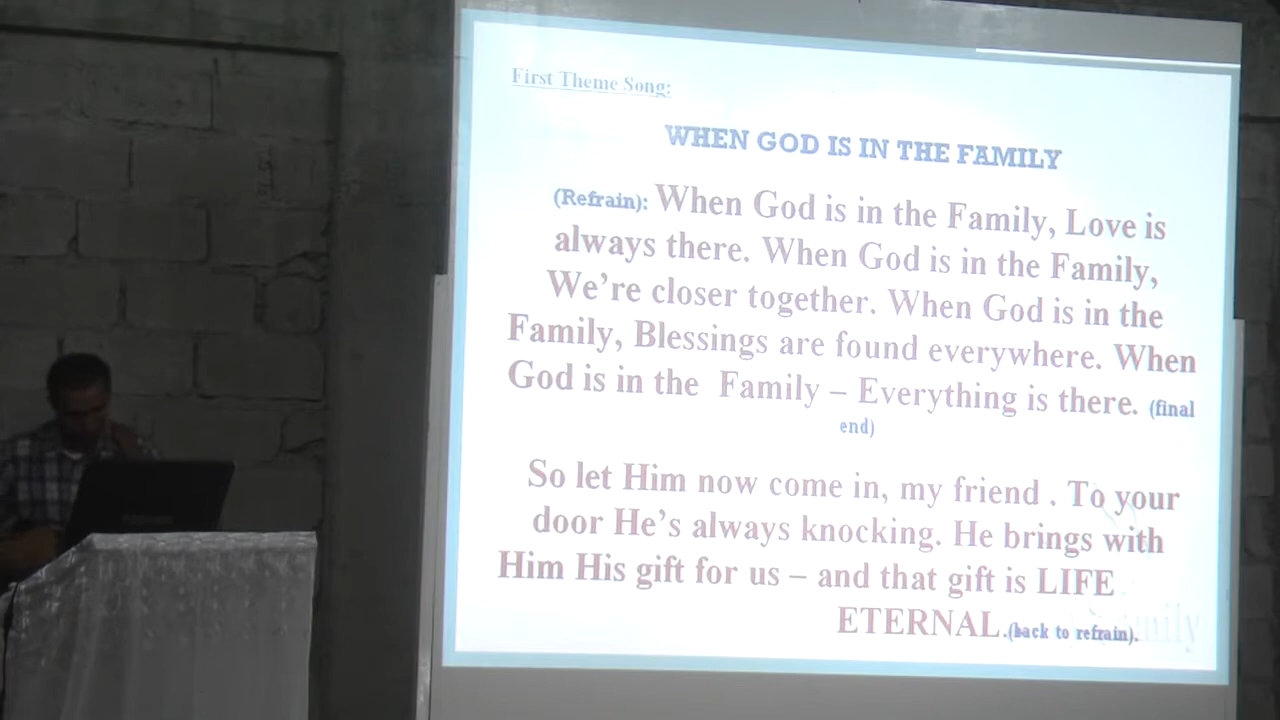 First Theme Song:
WHEN GOD IS IN THE FAMILY
(Refrain): When God is in the Family, Love is
always there. When God is in the Family,
We're closer together. When God is in the
Family, Blessings are found everywhere. When
God is in the Family – Everything is there. (final
end)
So let Him now come in, my friend . To your
door He's always knocking. He brings with
Him His gift for us – and that gift is LIFE
ETERNAL.(back to refrain).